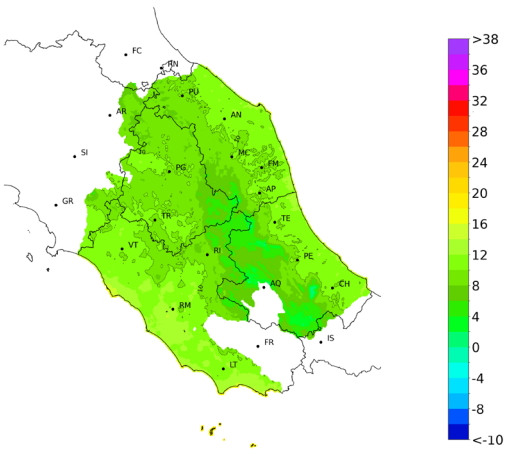 FC
RN
PU
AR
AN
MC
SI
PG
FM
AP
GR
TR
TE
VT
RI
PE
AQ
CH
RM
IS
FR
LT
>38
36
32
28
24
20
16
12
8
4
0
-4
-8
<-10